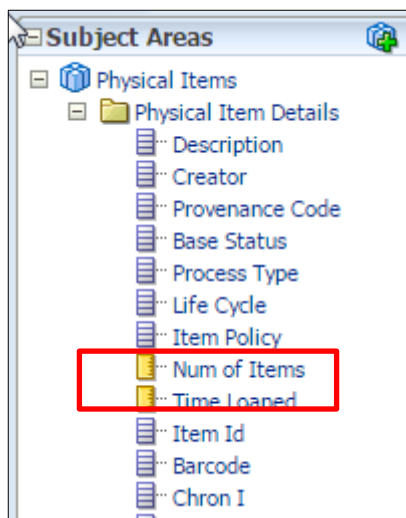 Subject Areas
Physical Items
Physical Item Details
Description
Creator
Provenance Code
Base Status
Process Type
Life Cycle
Item Policy
Num of Items
Time Loaned
Item Id
Barcode
Chron I